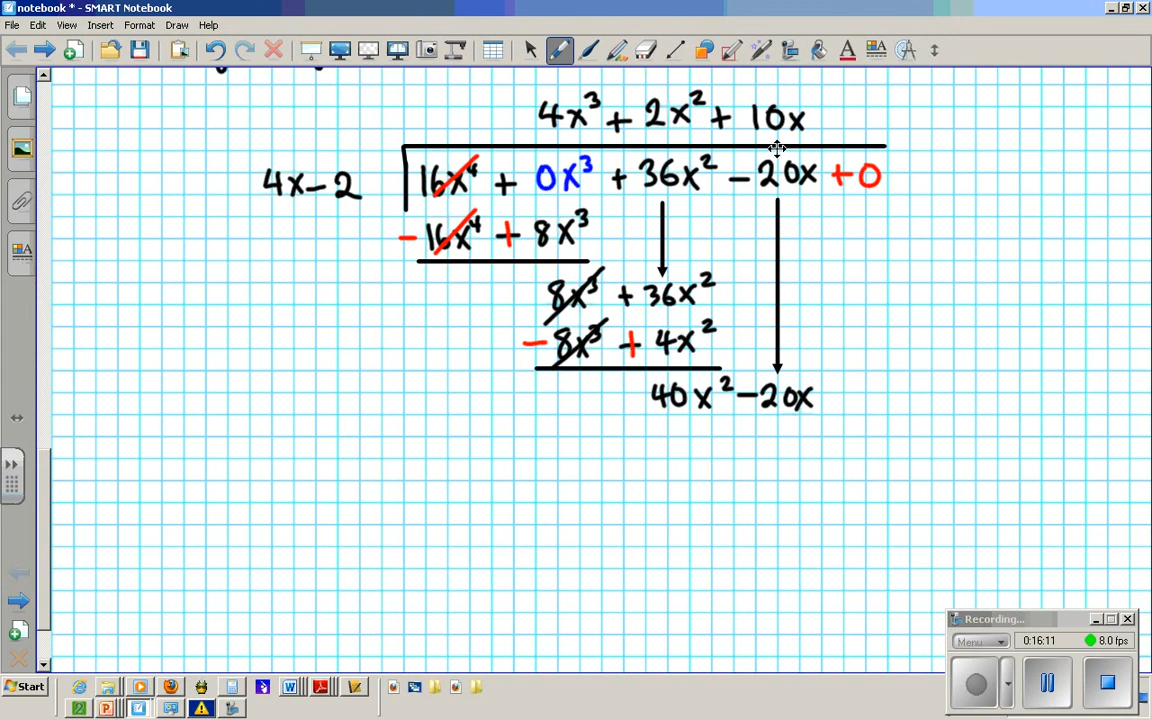 notebook * - SMART Notebook
File Edit View Insert Format Draw Help
4x³ + 2x² + 10x
4x - 2 16x⁴ + 0x³ + 36x² - 20x + 0
- 16x⁴ + 8x³
8x³ + 36x²
- 8x³ + 4x²
40x² - 20x
Recording...
Menu 0:16:11 8.0 fps
Start